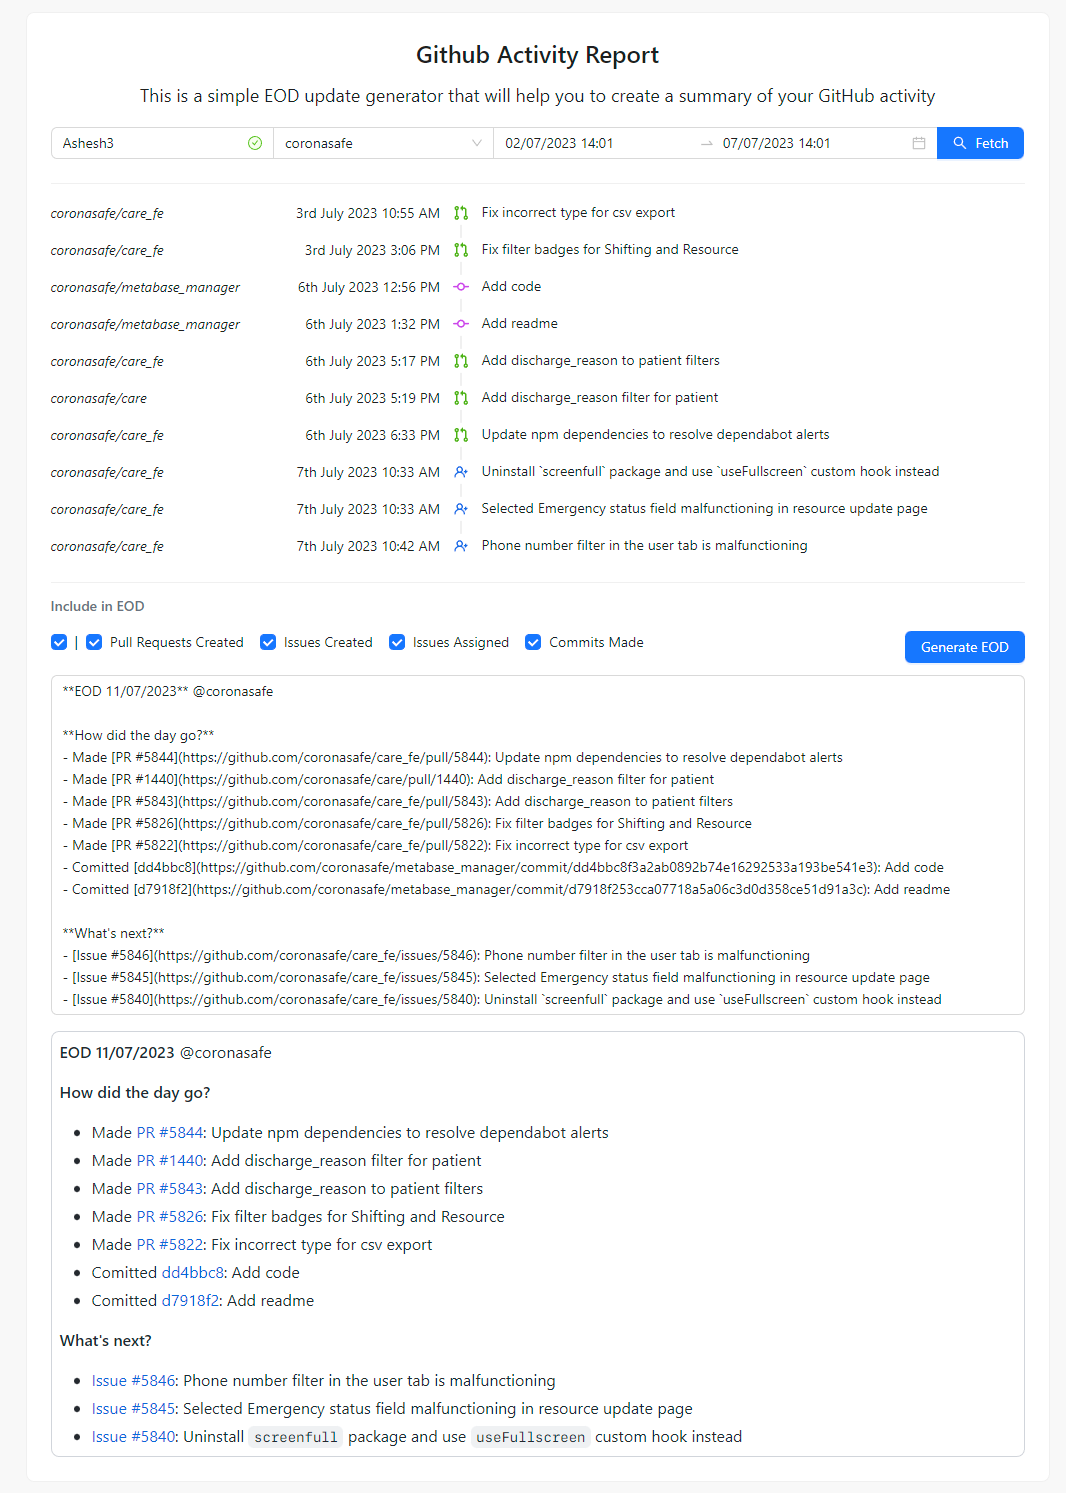 Github Activity Report
This is a simple EOD update generator that will help you to create a summary of your GitHub activity
Ashesh3 coronasafe 02/07/2023 14:01 07/07/2023 14:01 Fetch
coronasafe/care_fe 3rd July 2023 10:55 AM Fix incorrect type for csv export
coronasafe/care_fe 3rd July 2023 3:06 PM Fix filter badges for Shifting and Resource
coronasafe/metabase_manager 6th July 2023 12:56 PM Add code
coronasafe/metabase_manager 6th July 2023 1:32 PM Add readme
coronasafe/care_fe 6th July 2023 5:17 PM Add discharge_reason to patient filters
coronasafe/care 6th July 2023 5:19 PM Add discharge_reason filter for patient
coronasafe/care_fe 6th July 2023 6:33 PM Update npm dependencies to resolve dependabot alerts
coronasafe/care_fe 7th July 2023 10:33 AM Uninstall `screenfull` package and use `useFullscreen` custom hook instead
coronasafe/care_fe 7th July 2023 10:33 AM Selected Emergency status field malfunctioning in resource update page
coronasafe/care_fe 7th July 2023 10:42 AM Phone number filter in the user tab is malfunctioning
Include in EOD
| Pull Requests Created Issues Created Issues Assigned Commits Made Generate EOD
**EOD 11/07/2023** @coronasafe
**How did the day go?**
- Made [PR #5844](https://github.com/coronasafe/care_fe/pull/5844): Update npm dependencies to resolve dependabot alerts
- Made [PR #1440](https://github.com/coronasafe/care/pull/1440): Add discharge_reason filter for patient
- Made [PR #5843](https://github.com/coronasafe/care_fe/pull/5843): Add discharge_reason to patient filters
- Made [PR #5826](https://github.com/coronasafe/care_fe/pull/5826): Fix filter badges for Shifting and Resource
- Made [PR #5822](https://github.com/coronasafe/care_fe/pull/5822): Fix incorrect type for csv export
- Comitted [dd4bbc8](https://github.com/coronasafe/metabase_manager/commit/dd4bbc8f3a2ab0892b74e16292533a193be541e3): Add code
- Comitted [d7918f2](https://github.com/coronasafe/metabase_manager/commit/d7918f253cca07718a5a06c3d0d358ce51d91a3c): Add readme
**What's next?**
- [Issue #5846](https://github.com/coronasafe/care_fe/issues/5846): Phone number filter in the user tab is malfunctioning
- [Issue #5845](https://github.com/coronasafe/care_fe/issues/5845): Selected Emergency status field malfunctioning in resource update page
- [Issue #5840](https://github.com/coronasafe/care_fe/issues/5840): Uninstall `screenfull` package and use `useFullscreen` custom hook instead
EOD 11/07/2023 @coronasafe
How did the day go?
• Made PR #5844: Update npm dependencies to resolve dependabot alerts
• Made PR #1440: Add discharge_reason filter for patient
• Made PR #5843: Add discharge_reason to patient filters
• Made PR #5826: Fix filter badges for Shifting and Resource
• Made PR #5822: Fix incorrect type for csv export
• Comitted dd4bbc8: Add code
• Comitted d7918f2: Add readme
What's next?
• Issue #5846: Phone number filter in the user tab is malfunctioning
• Issue #5845: Selected Emergency status field malfunctioning in resource update page
• Issue #5840: Uninstall screenfull package and use useFullscreen custom hook instead